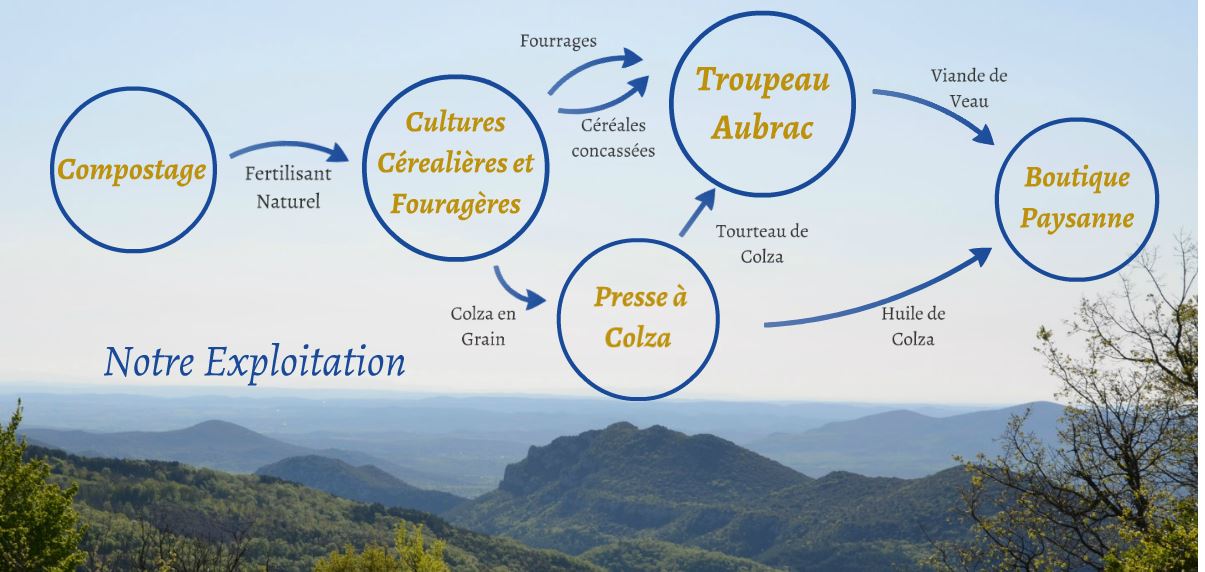 Compostage
Fertilisant
Naturel
Cultures
Céréalières et
Fouragères
Fourrages
Céréales
concassées
Troupeau
Aubrac
Colza en
Grain
Presse à
Colza
Tourteau de
Colza
Viande de
Veau
Huile de
Colza
Boutique
Paysanne
Notre Exploitation